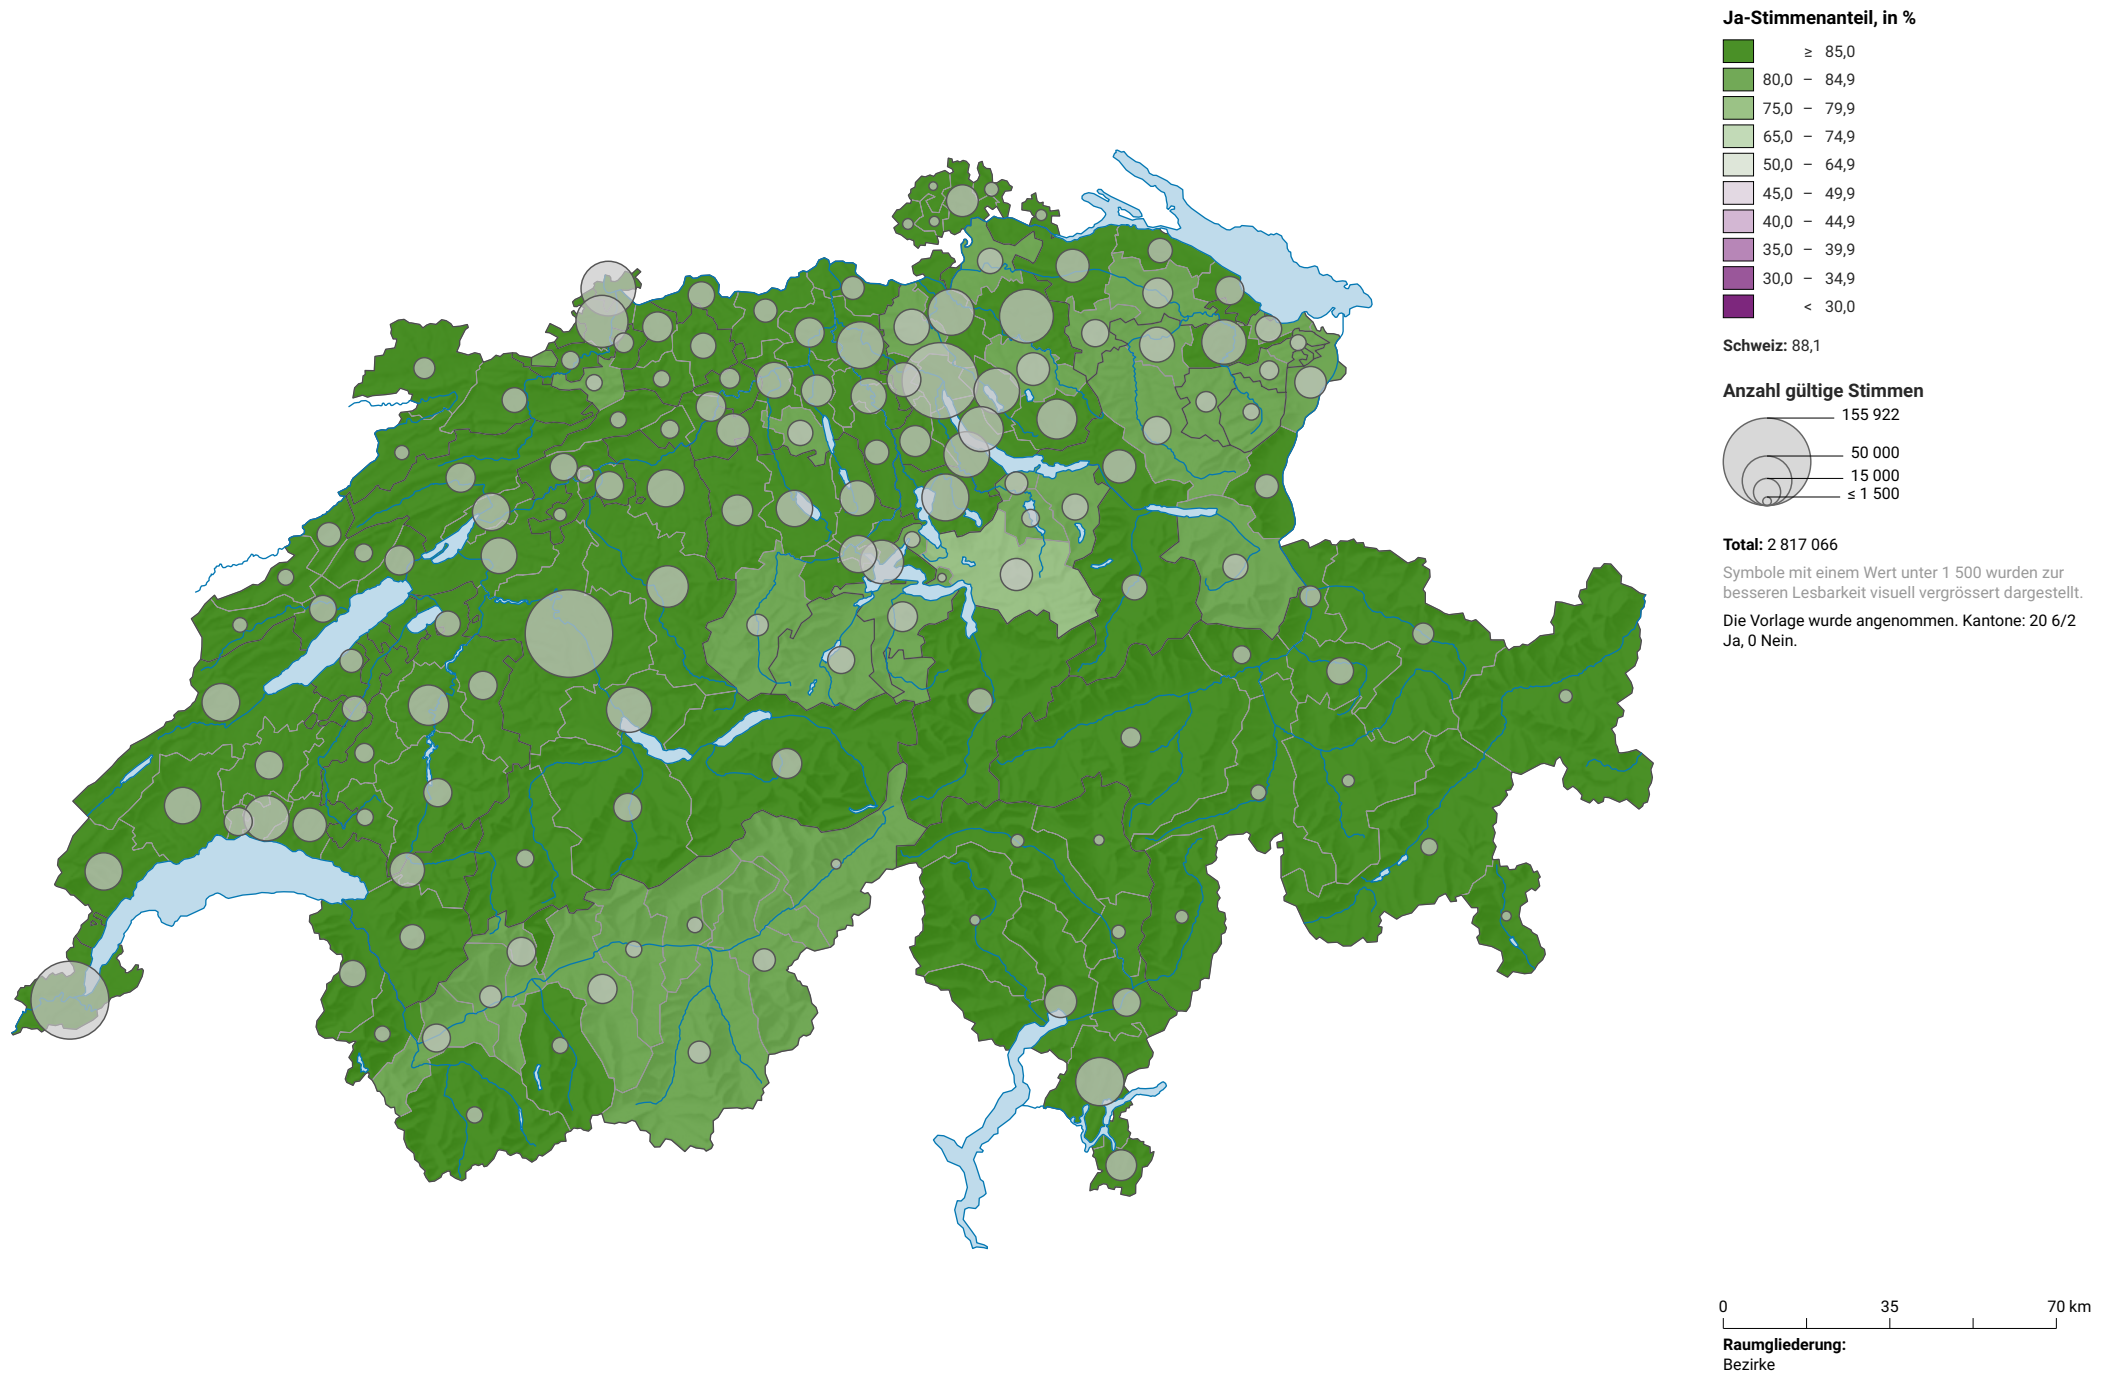 Ja-Stimmenanteil, in %
≥ 85,0
80,0 – 84,9
75,0 – 79,9
65,0 – 74,9
50,0 – 64,9
45,0 – 49,9
40,0 – 44,9
35,0 – 39,9
30,0 – 34,9
< 30,0
Schweiz: 88,1
Anzahl gültige Stimmen
155 922
50 000
15 000
≤ 1 500
Total: 2 817 066
Symbole mit einem Wert unter 1 500 wurden zur
besseren Lesbarkeit visuell vergrössert dargestellt.
Die Vorlage wurde angenommen. Kantone: 20 6/2
Ja, 0 Nein.
0 35 70 km
Raumgliederung:
Bezirke